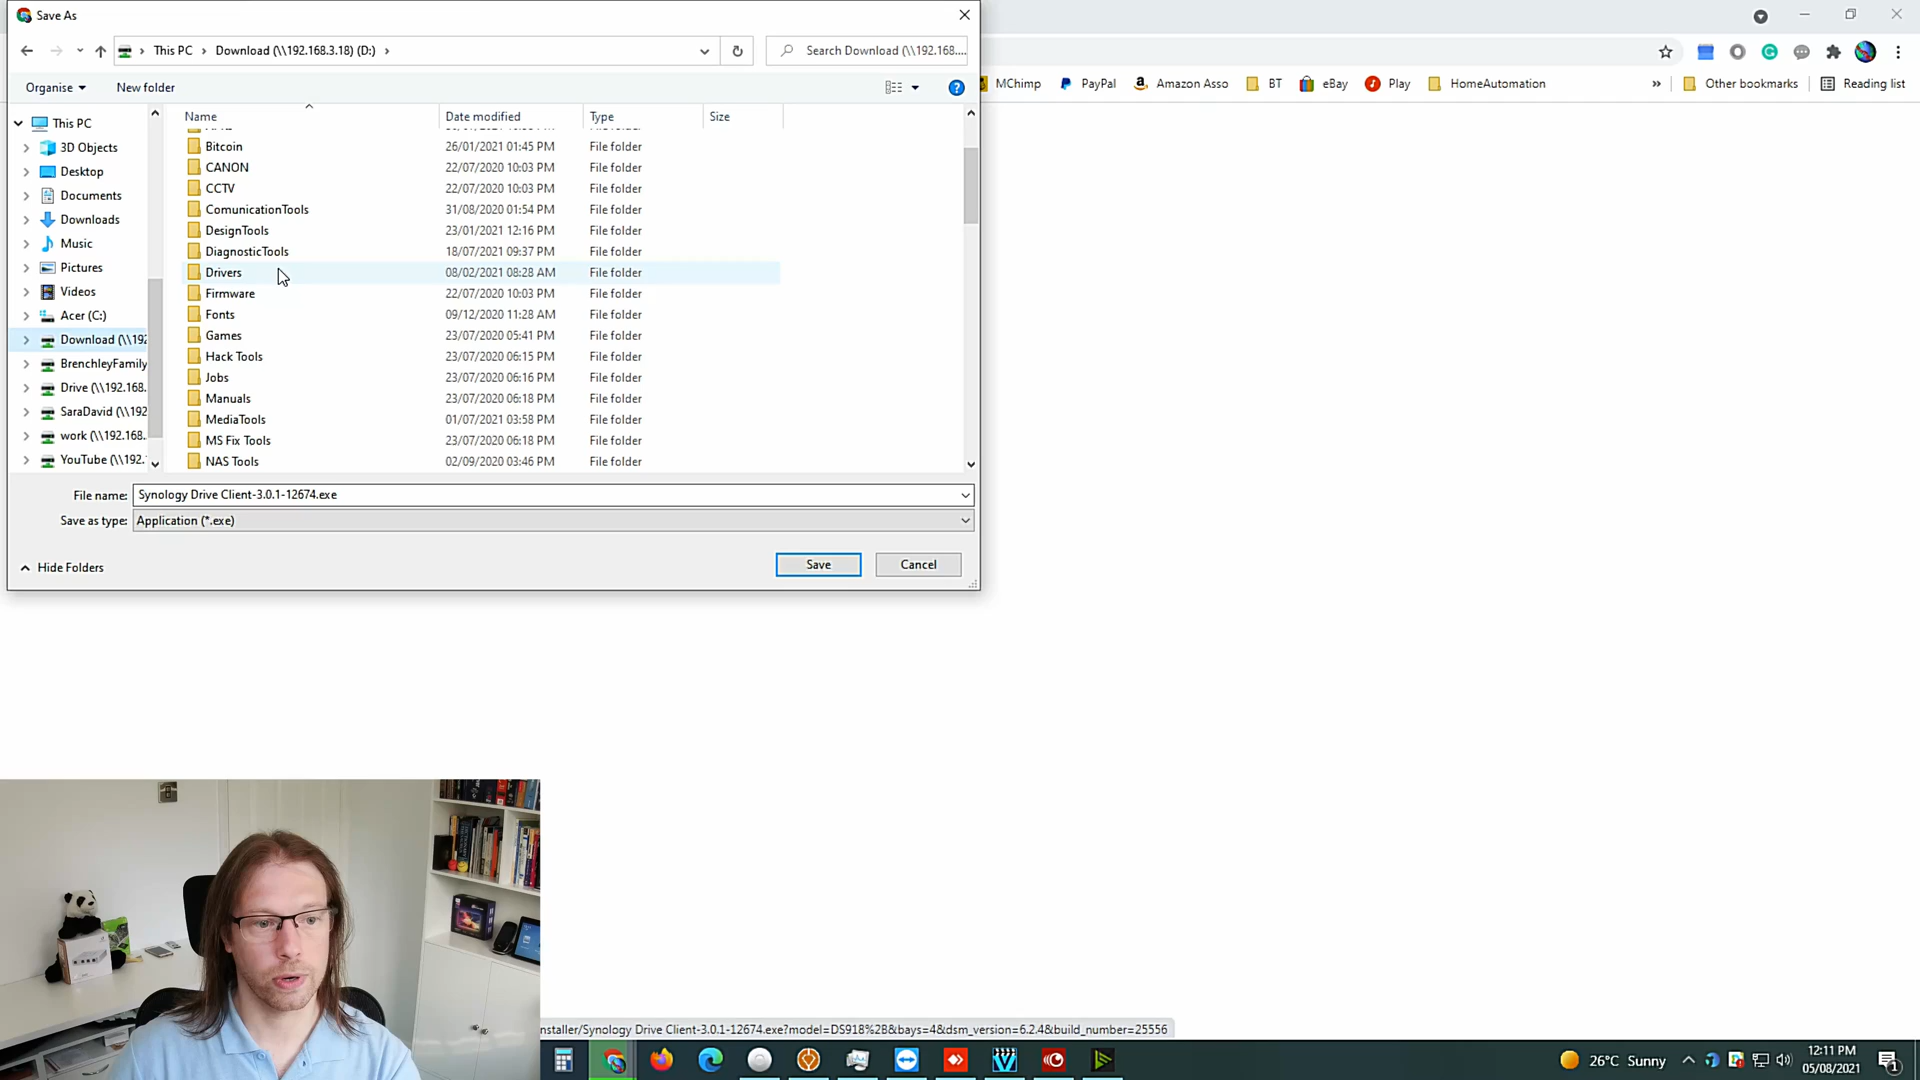 Save As
This PC > Download (\\192.168.3.18) (D:) >
Search Download (\\192.168....
Organise
New folder
MChimp
PayPal
Amazon Asso
BT
eBay
Play
HomeAutomation
»
Other bookmarks
Reading list
This PC
3D Objects
Desktop
Documents
Downloads
Music
Pictures
Videos
Acer (C:)
Download (\\192
BrenchleyFamily
Drive (\\192.168.
SaraDavid (\\192
work (\\192.168.
YouTube (\\192.
Name Date modified Type Size
Bitcoin 26/01/2021 01:45 PM File folder
CANON 22/07/2020 10:03 PM File folder
CCTV 22/07/2020 10:03 PM File folder
ComunicationTools 31/08/2020 01:54 PM File folder
DesignTools 23/01/2021 12:16 PM File folder
DiagnosticTools 18/07/2021 09:37 PM File folder
Drivers 08/02/2021 08:28 AM File folder
Firmware 22/07/2020 10:03 PM File folder
Fonts 09/12/2020 11:28 AM File folder
Games 23/07/2020 05:41 PM File folder
Hack Tools 23/07/2020 06:15 PM File folder
Jobs 23/07/2020 06:16 PM File folder
Manuals 23/07/2020 06:18 PM File folder
MediaTools 01/07/2021 03:58 PM File folder
MS Fix Tools 23/07/2020 06:18 PM File folder
NAS Tools 02/09/2020 03:46 PM File folder
File name: Synology Drive Client-3.0.1-12674.exe
Save as type: Application (*.exe)
Hide Folders
Save
Cancel
nstaller/Synology Drive Client-3.0.1-12674.exe?model=DS918%2B&bays=4&dsm_version=6.2.4&build_number=25556
26°C Sunny
12:11 PM
05/08/2021
1